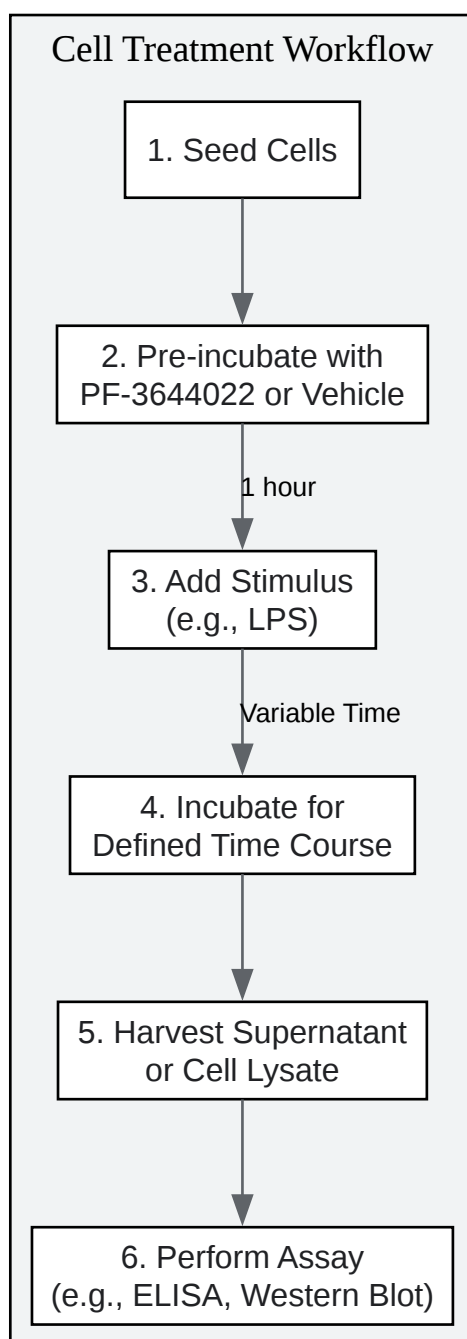 Cell Treatment Workflow
1. Seed Cells
2. Pre-incubate with
PF-3644022 or Vehicle
1 hour
3. Add Stimulus
(e.g., LPS)
Variable Time
4. Incubate for
Defined Time Course
5. Harvest Supernatant
or Cell Lysate
6. Perform Assay
(e.g., ELISA, Western Blot)